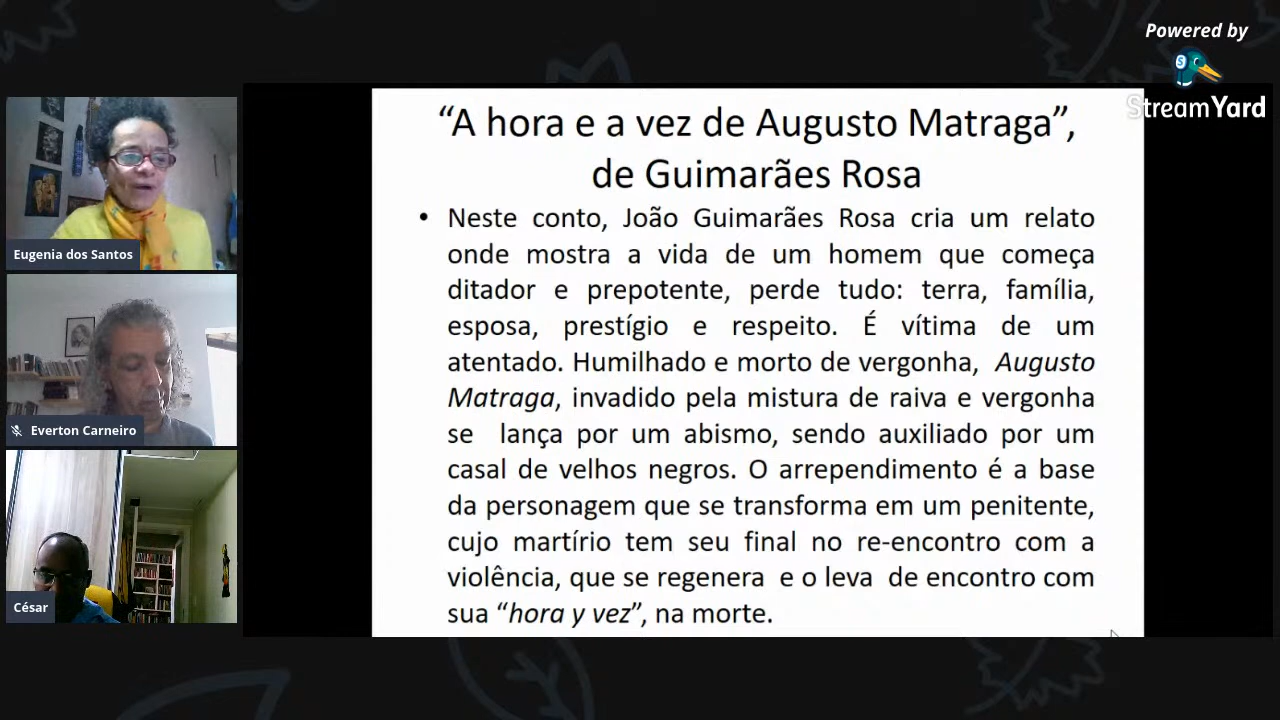 Powered by
StreamYard
Eugenia dos Santos
Everton Carneiro
César
“A hora e a vez de Augusto Matraga”,
de Guimarães Rosa
• Neste conto, João Guimarães Rosa cria um relato
onde mostra a vida de um homem que começa
ditador e prepotente, perde tudo: terra, família,
esposa, prestígio e respeito. É vítima de um
atentado. Humilhado e morto de vergonha, Augusto
Matraga, invadido pela mistura de raiva e vergonha
se lança por um abismo, sendo auxiliado por um
casal de velhos negros. O arrependimento é a base
da personagem que se transforma em um penitente,
cujo martírio tem seu final no re-encontro com a
violência, que se regenera e o leva de encontro com
sua “hora y vez”, na morte.